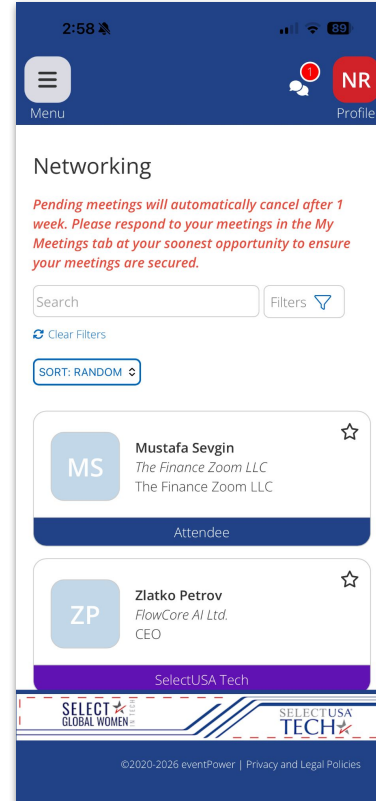 2:58
89
1
NR
Menu
Profile
Networking
Pending meetings will automatically cancel after 1
week. Please respond to your meetings in the My
Meetings tab at your soonest opportunity to ensure
your meetings are secured.
Search
Filters
Clear Filters
SORT: RANDOM
MS
Mustafa Sevgin
The Finance Zoom LLC
The Finance Zoom LLC
Attendee
ZP
Zlatko Petrov
FlowCore AI Ltd.
CEO
SelectUSA Tech
SELECT
GLOBAL WOMEN
IN TECH
SELECTUSA
TECH
©2020-2026 eventPower | Privacy and Legal Policies